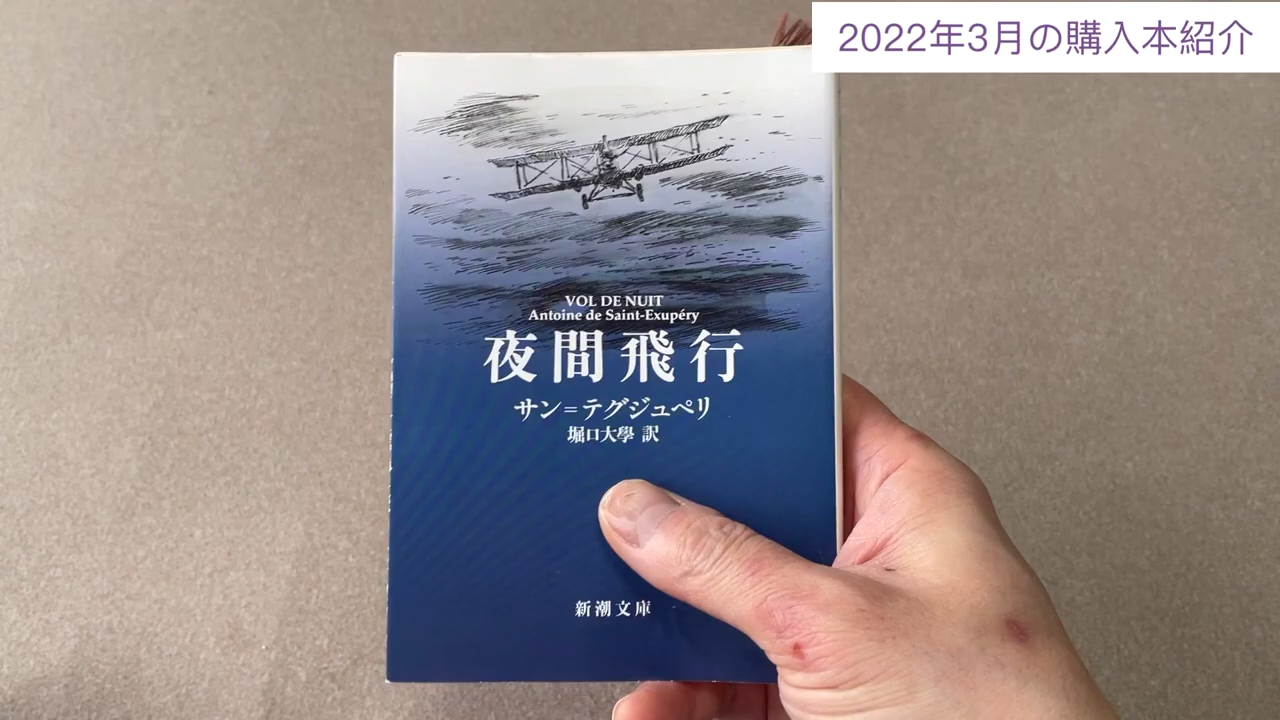 2022年3月の購入本紹介
VOL DE NUIT
Antoine de Saint-Exupéry
夜間飛行
サン=テグジュペリ
堀口大學 訳
新潮文庫